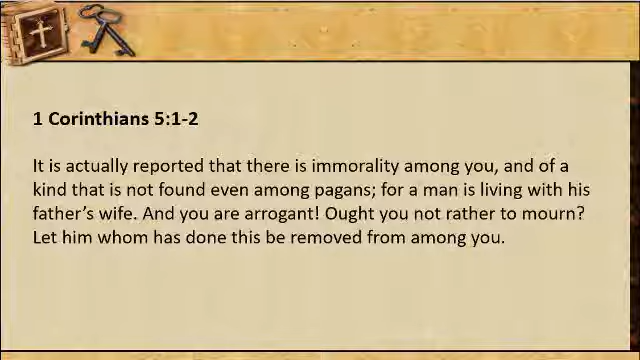 1 Corinthians 5:1-2
It is actually reported that there is immorality among you, and of a
kind that is not found even among pagans; for a man is living with his
father’s wife. And you are arrogant! Ought you not rather to mourn?
Let him whom has done this be removed from among you.